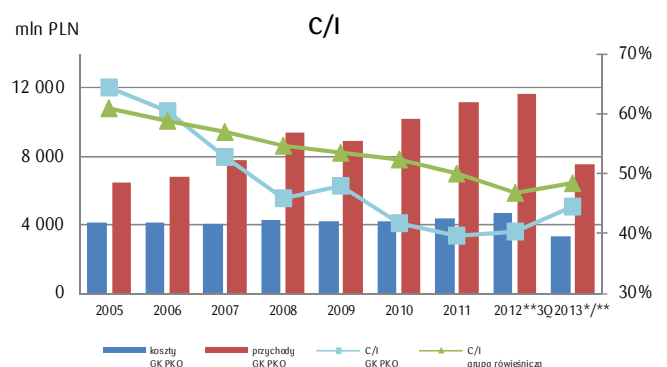 mln PLN
C/I
70%
12 000
60%
8 000
50%
4 000
40%
0
30%
2005 2006 2007 2008 2009 2010 2011 2012**3Q2013*/**
koszty GK PKO
przychody GK PKO
C/I GK PKO
C/I grupa rówieśnicza